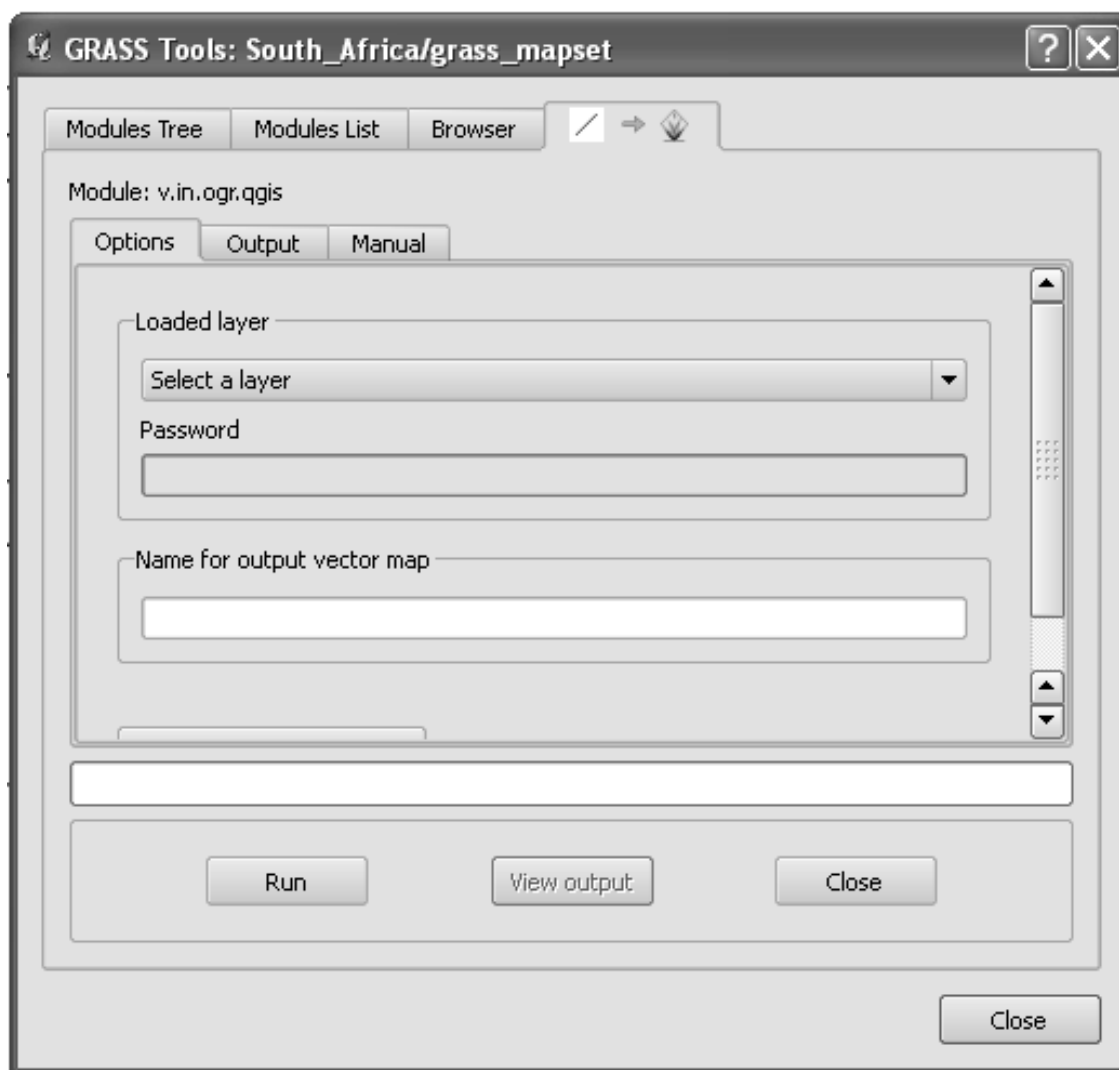 GRASS Tools: South_Africa/grass_mapset
Modules Tree Modules List Browser
Module: v.in.ogr.qgis
Options Output Manual
Loaded layer
Select a layer
Password
Name for output vector map
Run View output Close
Close